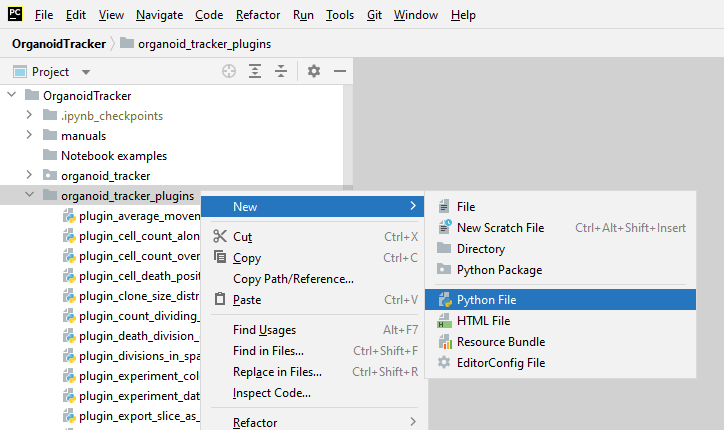 PC File Edit View Navigate Code Refactor Run Tools Git Window Help
OrganoidTracker organoid_tracker_plugins
Project
OrganoidTracker
.ipynb_checkpoints
manuals
Notebook examples
organoid_tracker
organoid_tracker_plugins
plugin_average_movem
plugin_cell_count_alon
plugin_cell_count_over
plugin_cell_death_posit
plugin_clone_size_distr
plugin_count_dividing_
plugin_death_division_
plugin_divisions_in_spa
plugin_experiment_col
plugin_experiment_dat
plugin_export_slice_as_
New
Cut Ctrl+X
Copy Ctrl+C
Copy Path/Reference...
Paste Ctrl+V
Find Usages Alt+F7
Find in Files... Ctrl+Shift+F
Replace in Files... Ctrl+Shift+R
Inspect Code...
Refactor
File
New Scratch File Ctrl+Alt+Shift+Insert
Directory
Python Package
Python File
HTML File
Resource Bundle
EditorConfig File